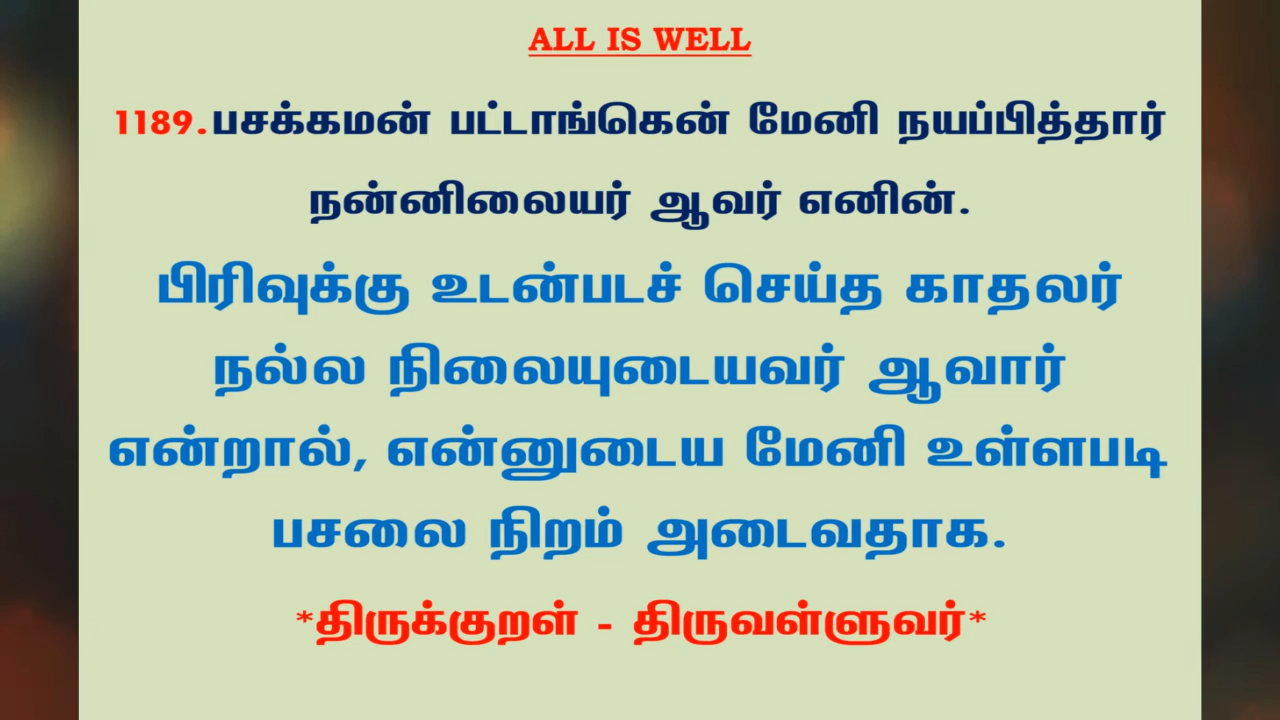 ALL IS WELL
1189.பசக்கமன் பட்டாங்கென் மேனி நயப்பித்தார்
நன்னிலையர் ஆவர் எனின்.
பிரிவுக்கு உடன்படச் செய்த காதலர்
நல்ல நிலையுடையவர் ஆவார்
என்றால், என்னுடைய மேனி உள்ளபடி
பசலை நிறம் அடைவதாக.
*திருக்குறள் - திருவள்ளுவர்*